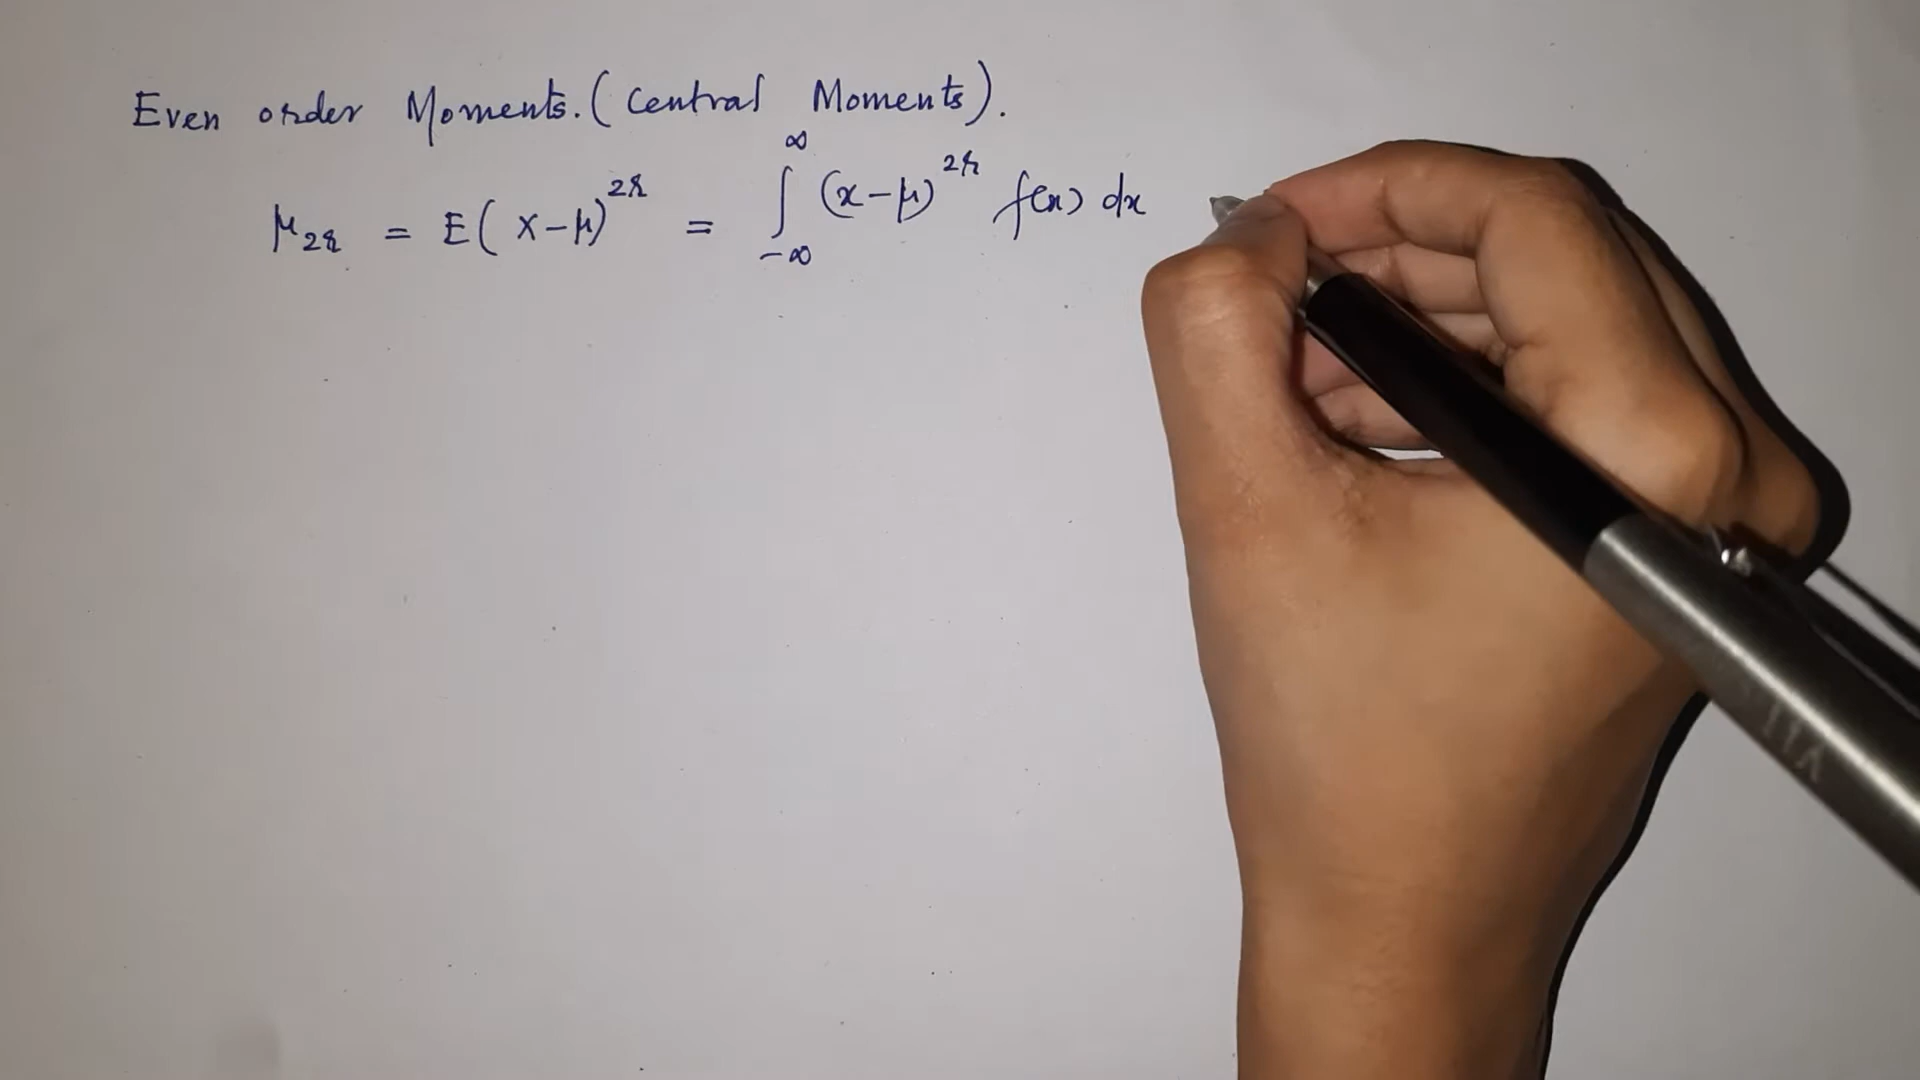 Even order Moments. (Central Moments).
μ₂ᵣ = E(X-μ)²ʳ = ∫_{-∞}^{∞} (x-μ)²ʳ f(x) dx